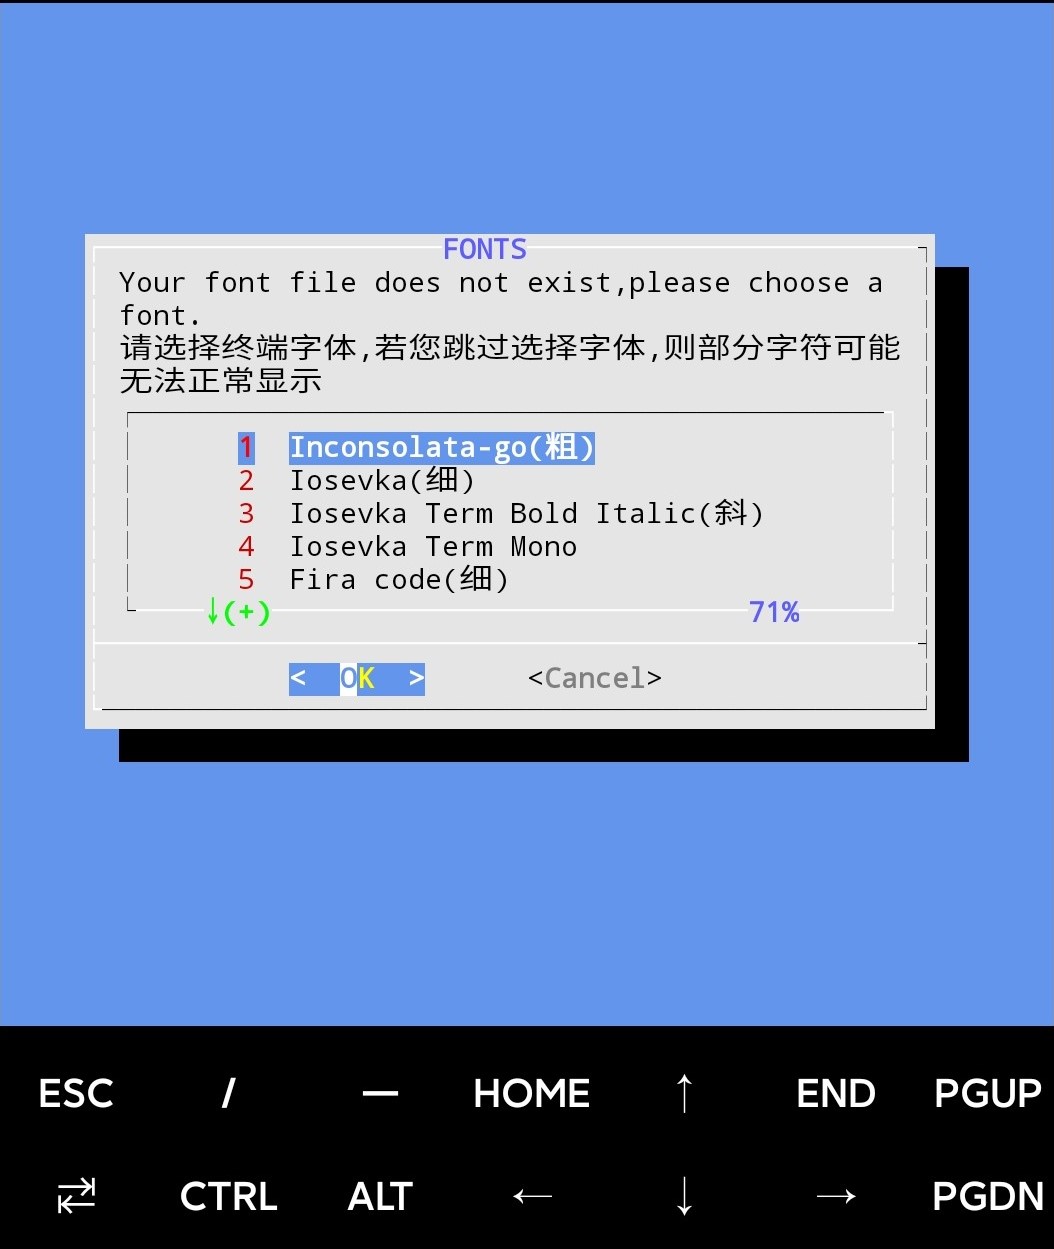 FONTS
Your font file does not exist,please choose a
font.
请选择终端字体,若您跳过选择字体,则部分字符可能
无法正常显示
1 Inconsolata-go(粗)
2 Iosevka(细)
3 Iosevka Term Bold Italic(斜)
4 Iosevka Term Mono
5 Fira code(细)
↓(+) 71%
< OK > <Cancel>
ESC / — HOME ↑ END PGUP
⇄ CTRL ALT ← ↓ → PGDN